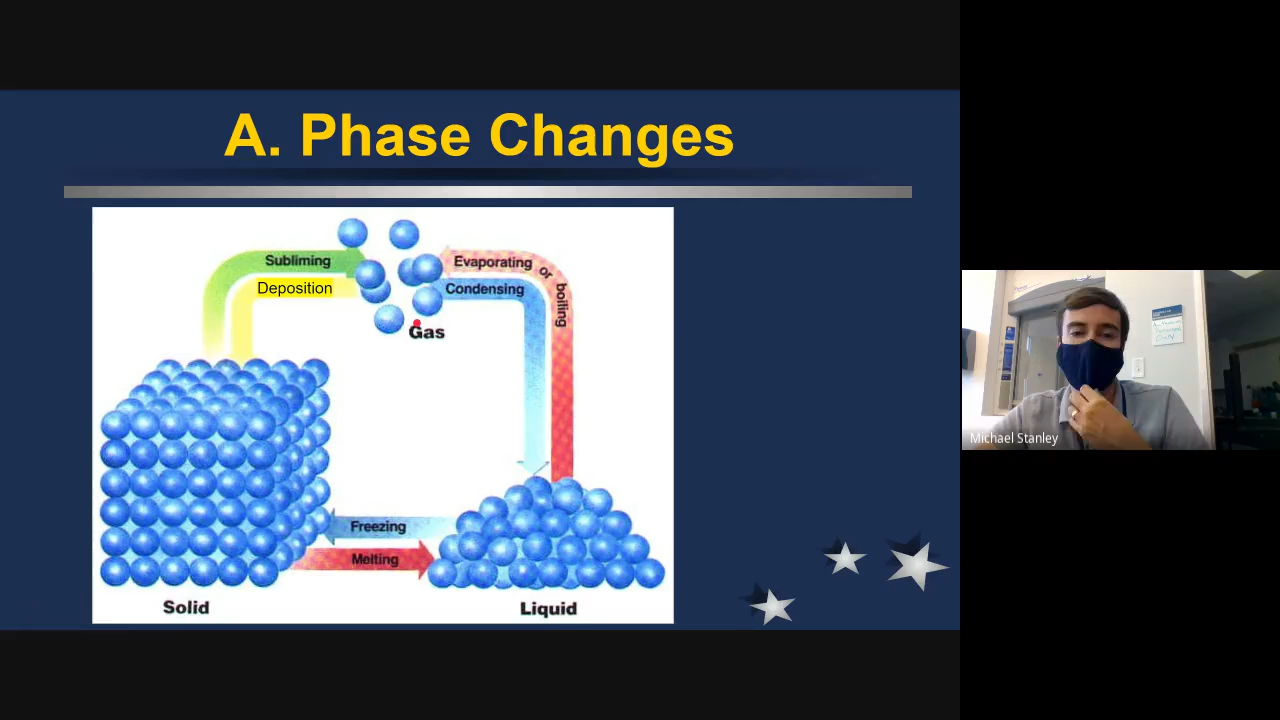 A. Phase Changes
Subliming
Deposition
Evaporating or boiling
Condensing
Gas
Freezing
Melting
Solid
Liquid
Michael Stanley